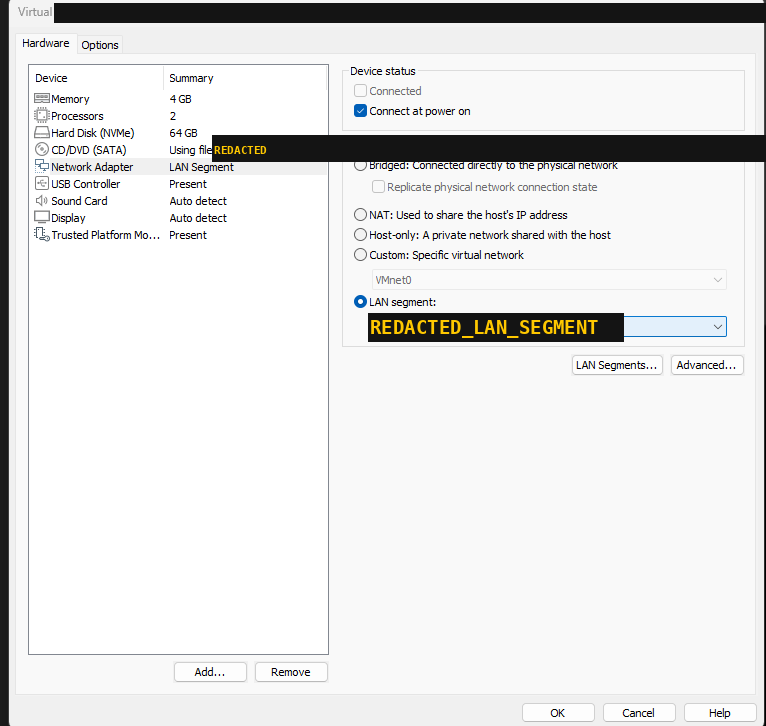 Virtual
Hardware
Options
Device Summary
Memory 4 GB
Processors 2
Hard Disk (NVMe) 64 GB
CD/DVD (SATA) Using file
REDACTED
Network Adapter LAN Segment
USB Controller Present
Sound Card Auto detect
Display Auto detect
Trusted Platform Mo... Present
Add...
Remove
Device status
Connected
Connect at power on
Bridged: Connected directly to the physical network
Replicate physical network connection state
NAT: Used to share the host's IP address
Host-only: A private network shared with the host
Custom: Specific virtual network
VMnet0
LAN segment:
REDACTED_LAN_SEGMENT
LAN Segments...
Advanced...
OK
Cancel
Help